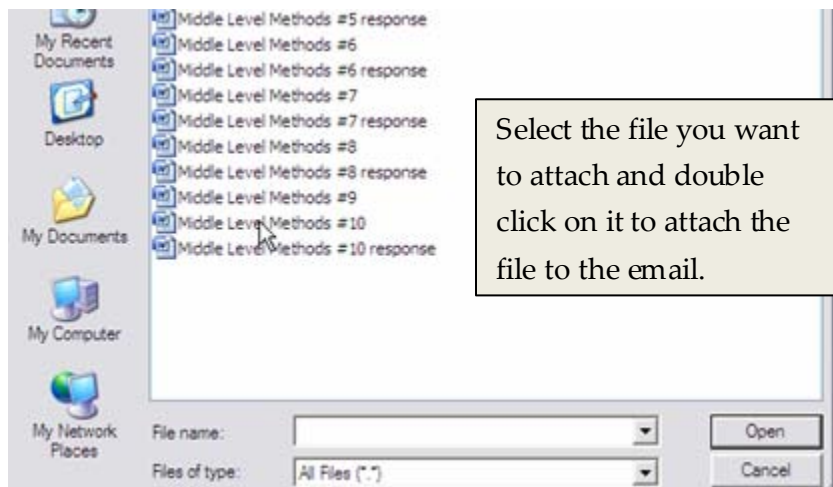 My Recent
Documents
Desktop
My Documents
My Computer
My Network
Places
Middle Level Methods #5 response
Middle Level Methods #6
Middle Level Methods #6 response
Middle Level Methods #7
Middle Level Methods #7 response
Middle Level Methods #8
Middle Level Methods #8 response
Middle Level Methods #9
Middle Level Methods #10
Middle Level Methods #10 response
Select the file you want
to attach and double
click on it to attach the
file to the email.
File name:
Open
Files of type:
All Files (*.*)
Cancel